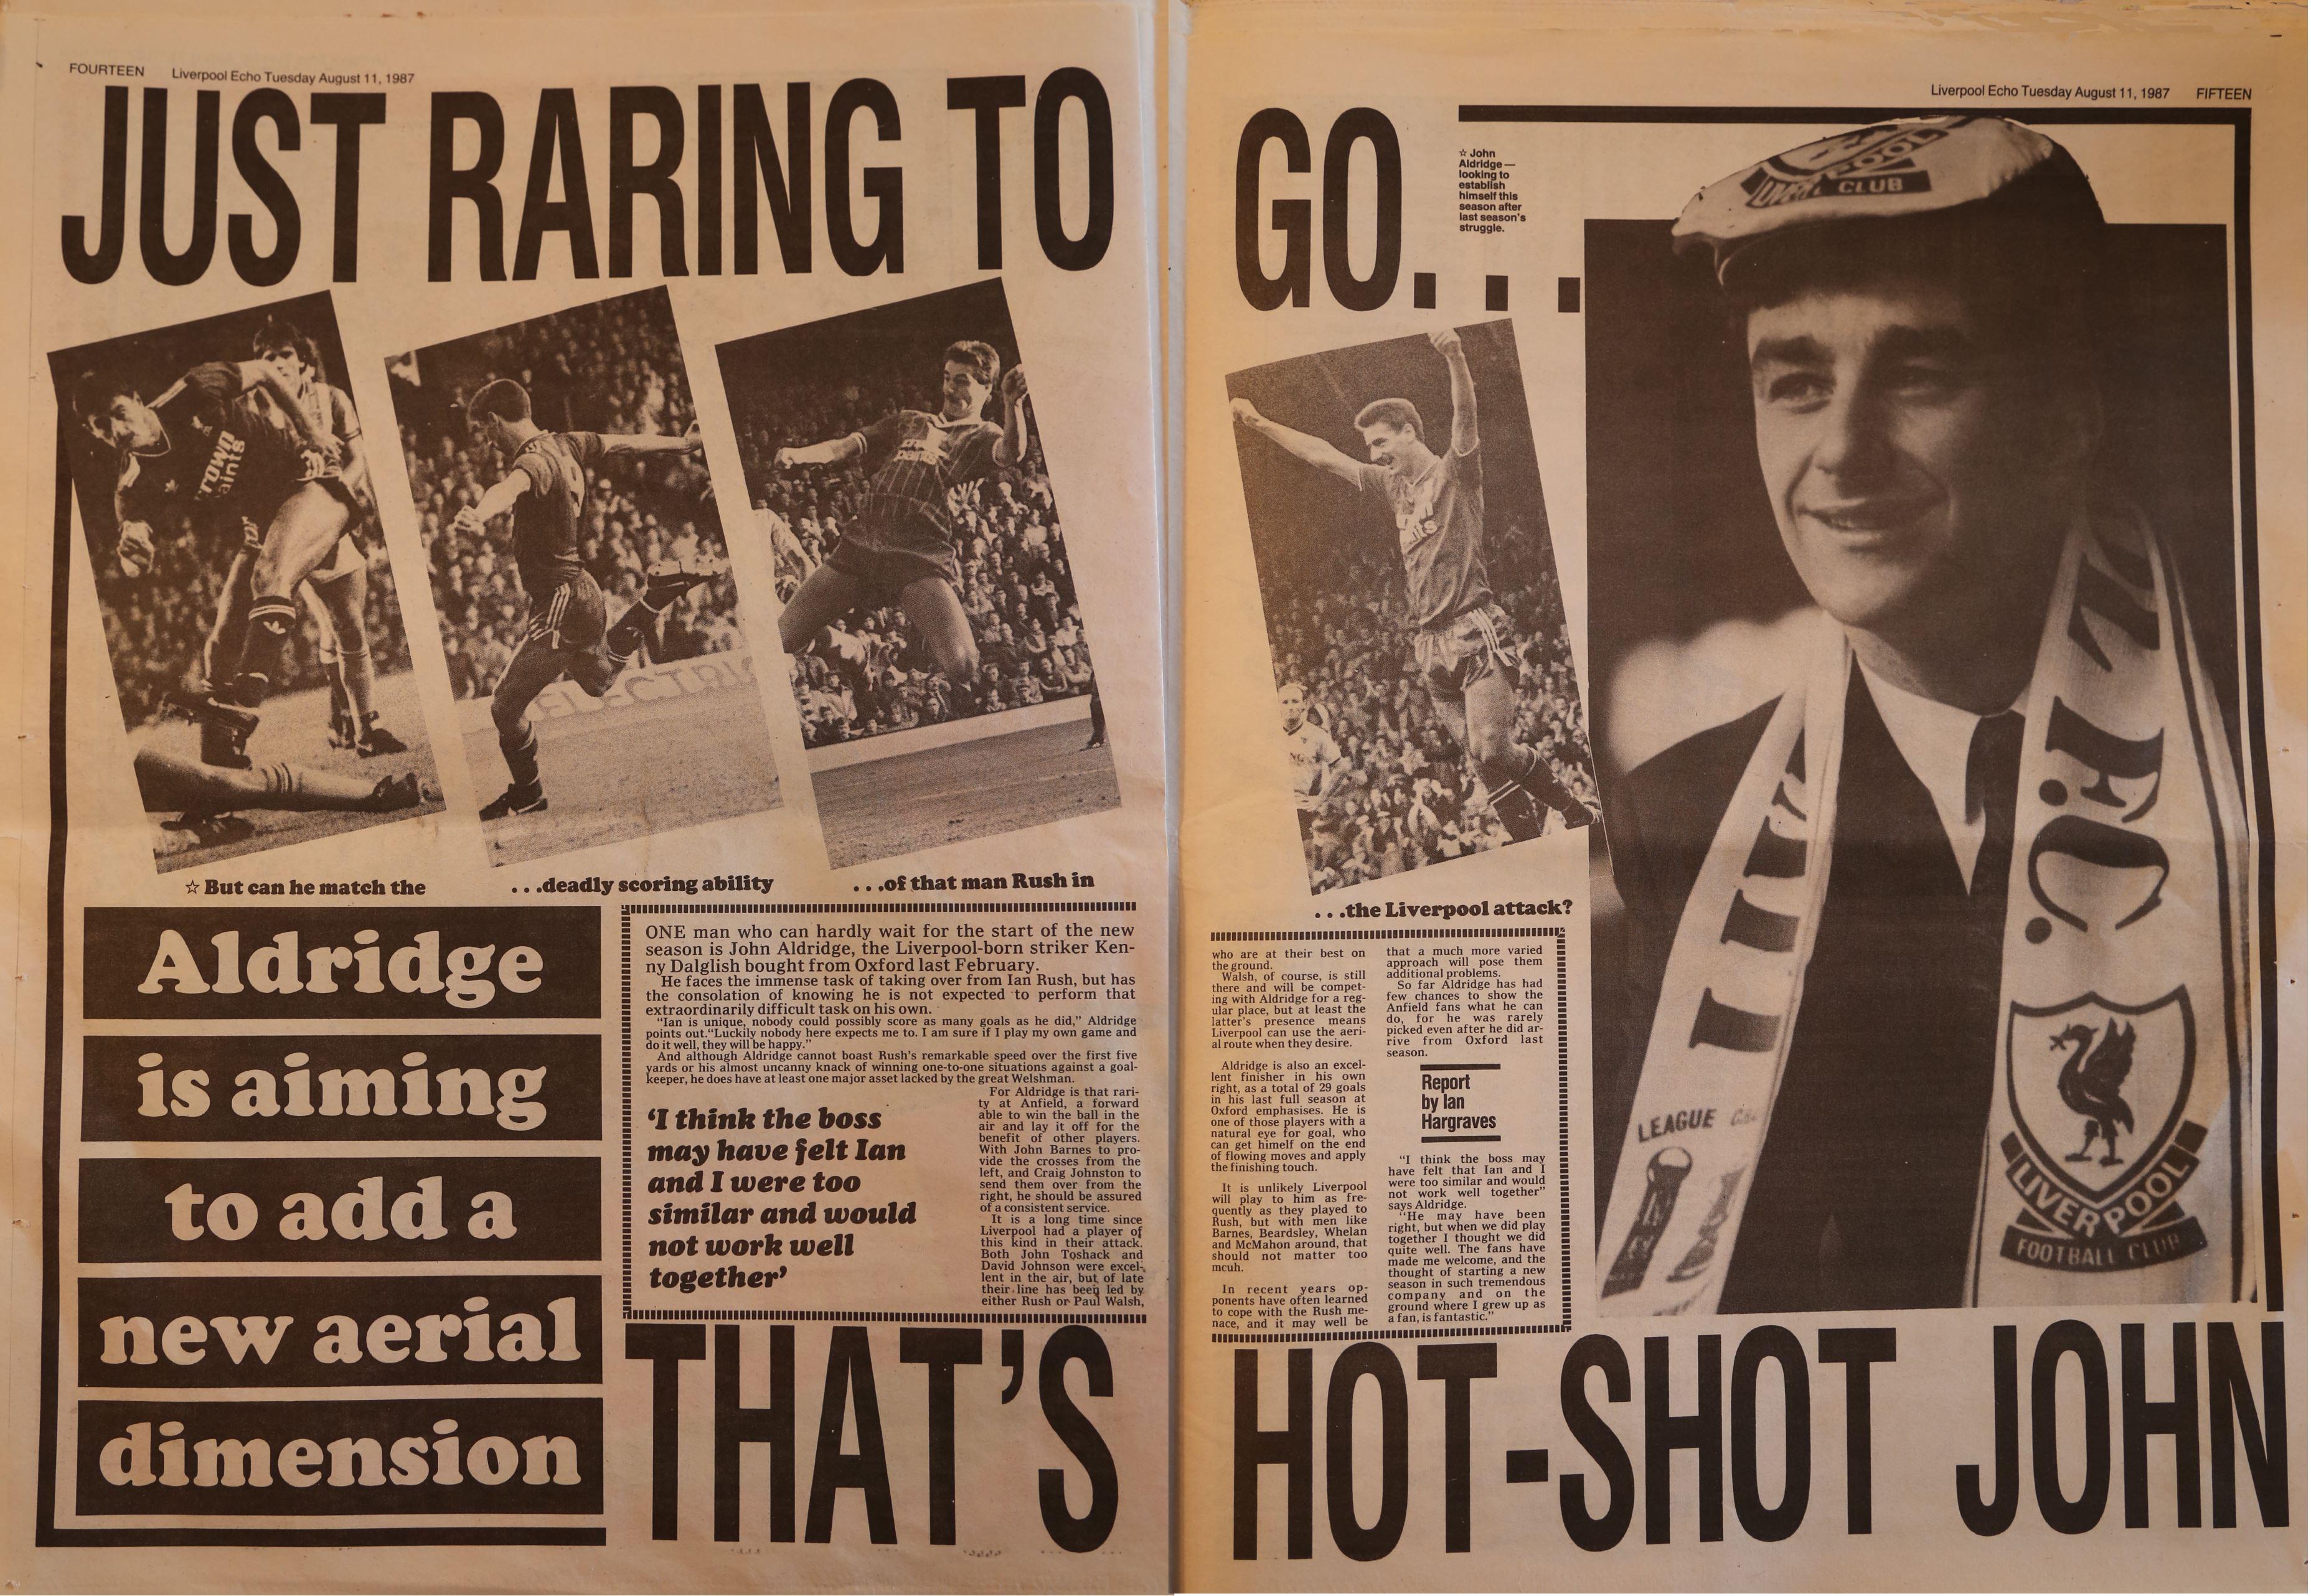 FOURTEEN Liverpool Echo Tuesday August 11, 1987
Liverpool Echo Tuesday August 11, 1987 FIFTEEN
JUST RARING TO
GO. . .
☆ John
Aldridge —
looking to
establish
himself this
season after
last season's
struggle.
LIVERPOOL
CLUB
☆ But can he match the
. . .deadly scoring ability
. . .of that man Rush in
. . .the Liverpool attack?
Aldridge
is aiming
to add a
new aerial
dimension
ONE man who can hardly wait for the start of the new
season is John Aldridge, the Liverpool-born striker Ken-
ny Dalglish bought from Oxford last February.
He faces the immense task of taking over from Ian Rush, but has
the consolation of knowing he is not expected to perform that
extraordinarily difficult task on his own.
"Ian is unique, nobody could possibly score as many goals as he did," Aldridge
points out."Luckily nobody here expects me to. I am sure if I play my own game and
do it well, they will be happy."
And although Aldridge cannot boast Rush's remarkable speed over the first five
yards or his almost uncanny knack of winning one-to-one situations against a goal-
keeper, he does have at least one major asset lacked by the great Welshman.
'I think the boss
may have felt Ian
and I were too
similar and would
not work well
together'
For Aldridge is that rari-
ty at Anfield, a forward
able to win the ball in the
air and lay it off for the
benefit of other players.
With John Barnes to pro-
vide the crosses from the
left, and Craig Johnston to
send them over from the
right, he should be assured
of a consistent service.
It is a long time since
Liverpool had a player of
this kind in their attack.
Both John Toshack and
David Johnson were excel-
lent in the air, but of late
their line has been led by
either Rush or Paul Walsh,
who are at their best on
the ground.
Walsh, of course, is still
there and will be compet-
ing with Aldridge for a reg-
ular place, but at least the
latter's presence means
Liverpool can use the aeri-
al route when they desire.
Aldridge is also an excel-
lent finisher in his own
right, as a total of 29 goals
in his last full season at
Oxford emphasises. He is
one of those players with a
natural eye for goal, who
can get himelf on the end
of flowing moves and apply
the finishing touch.
It is unlikely Liverpool
will play to him as fre-
quently as they played to
Rush, but with men like
Barnes, Beardsley, Whelan
and McMahon around, that
should not matter too
mcuh.
In recent years op-
ponents have often learned
to cope with the Rush me-
nace, and it may well be
that a much more varied
approach will pose them
additional problems.
So far Aldridge has had
few chances to show the
Anfield fans what he can
do, for he was rarely
picked even after he did ar-
rive from Oxford last
season.
Report
by Ian
Hargraves
"I think the boss may
have felt that Ian and I
were too similar and would
not work well together"
says Aldridge.
"He may have been
right, but when we did play
together I thought we did
quite well. The fans have
made me welcome, and the
thought of starting a new
season in such tremendous
company and on the
ground where I grew up as
a fan, is fantastic."
L.F.C.
LEAGUE
LIVERPOOL
FOOTBALL CLUB
THAT'S
HOT-SHOT JOHN